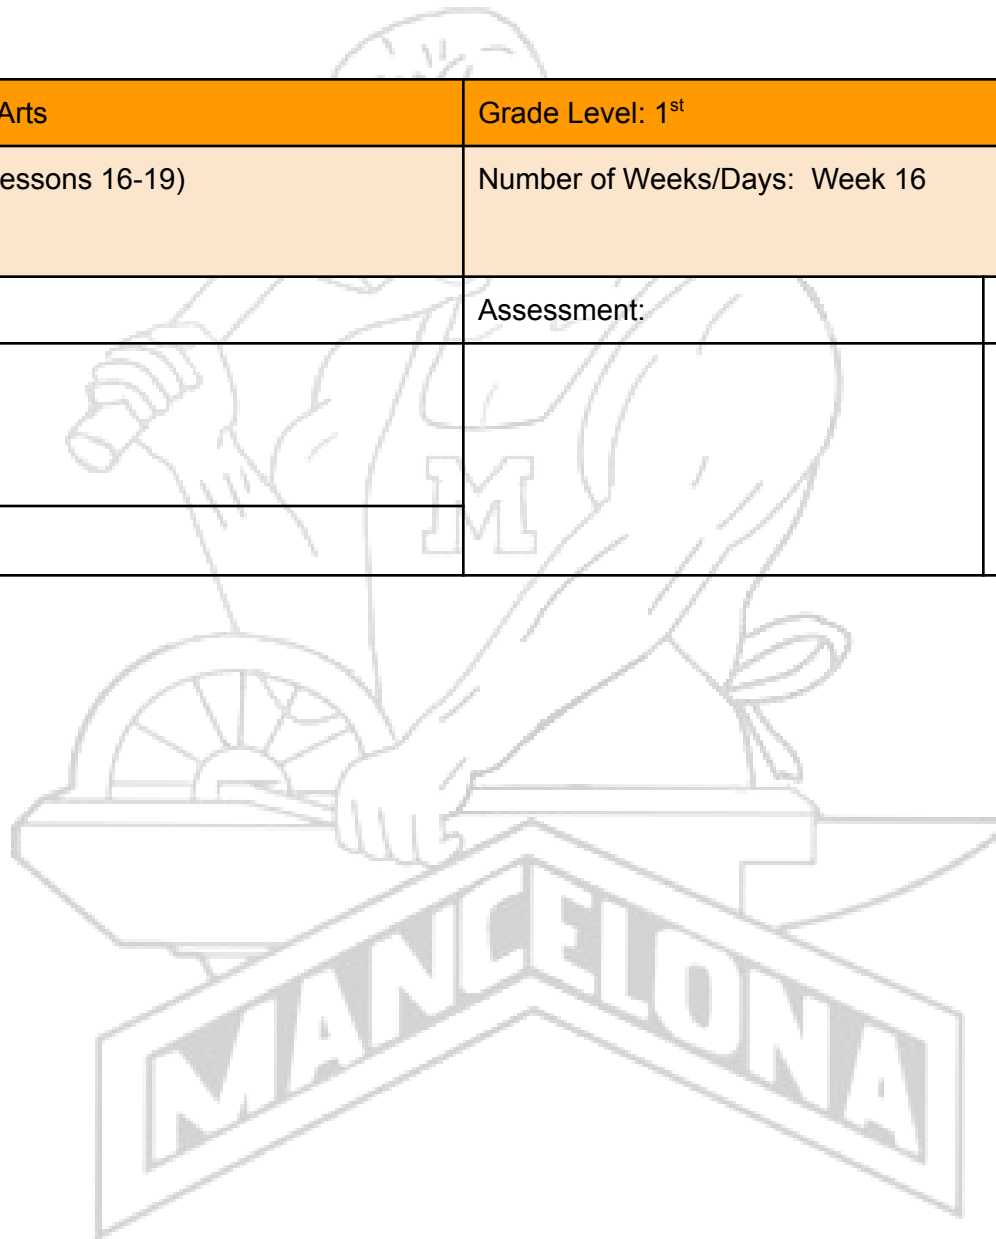 Arts
Grade Level: 1st
essons 16-19)
Number of Weeks/Days: Week 16
Assessment:
M
MANCELONA